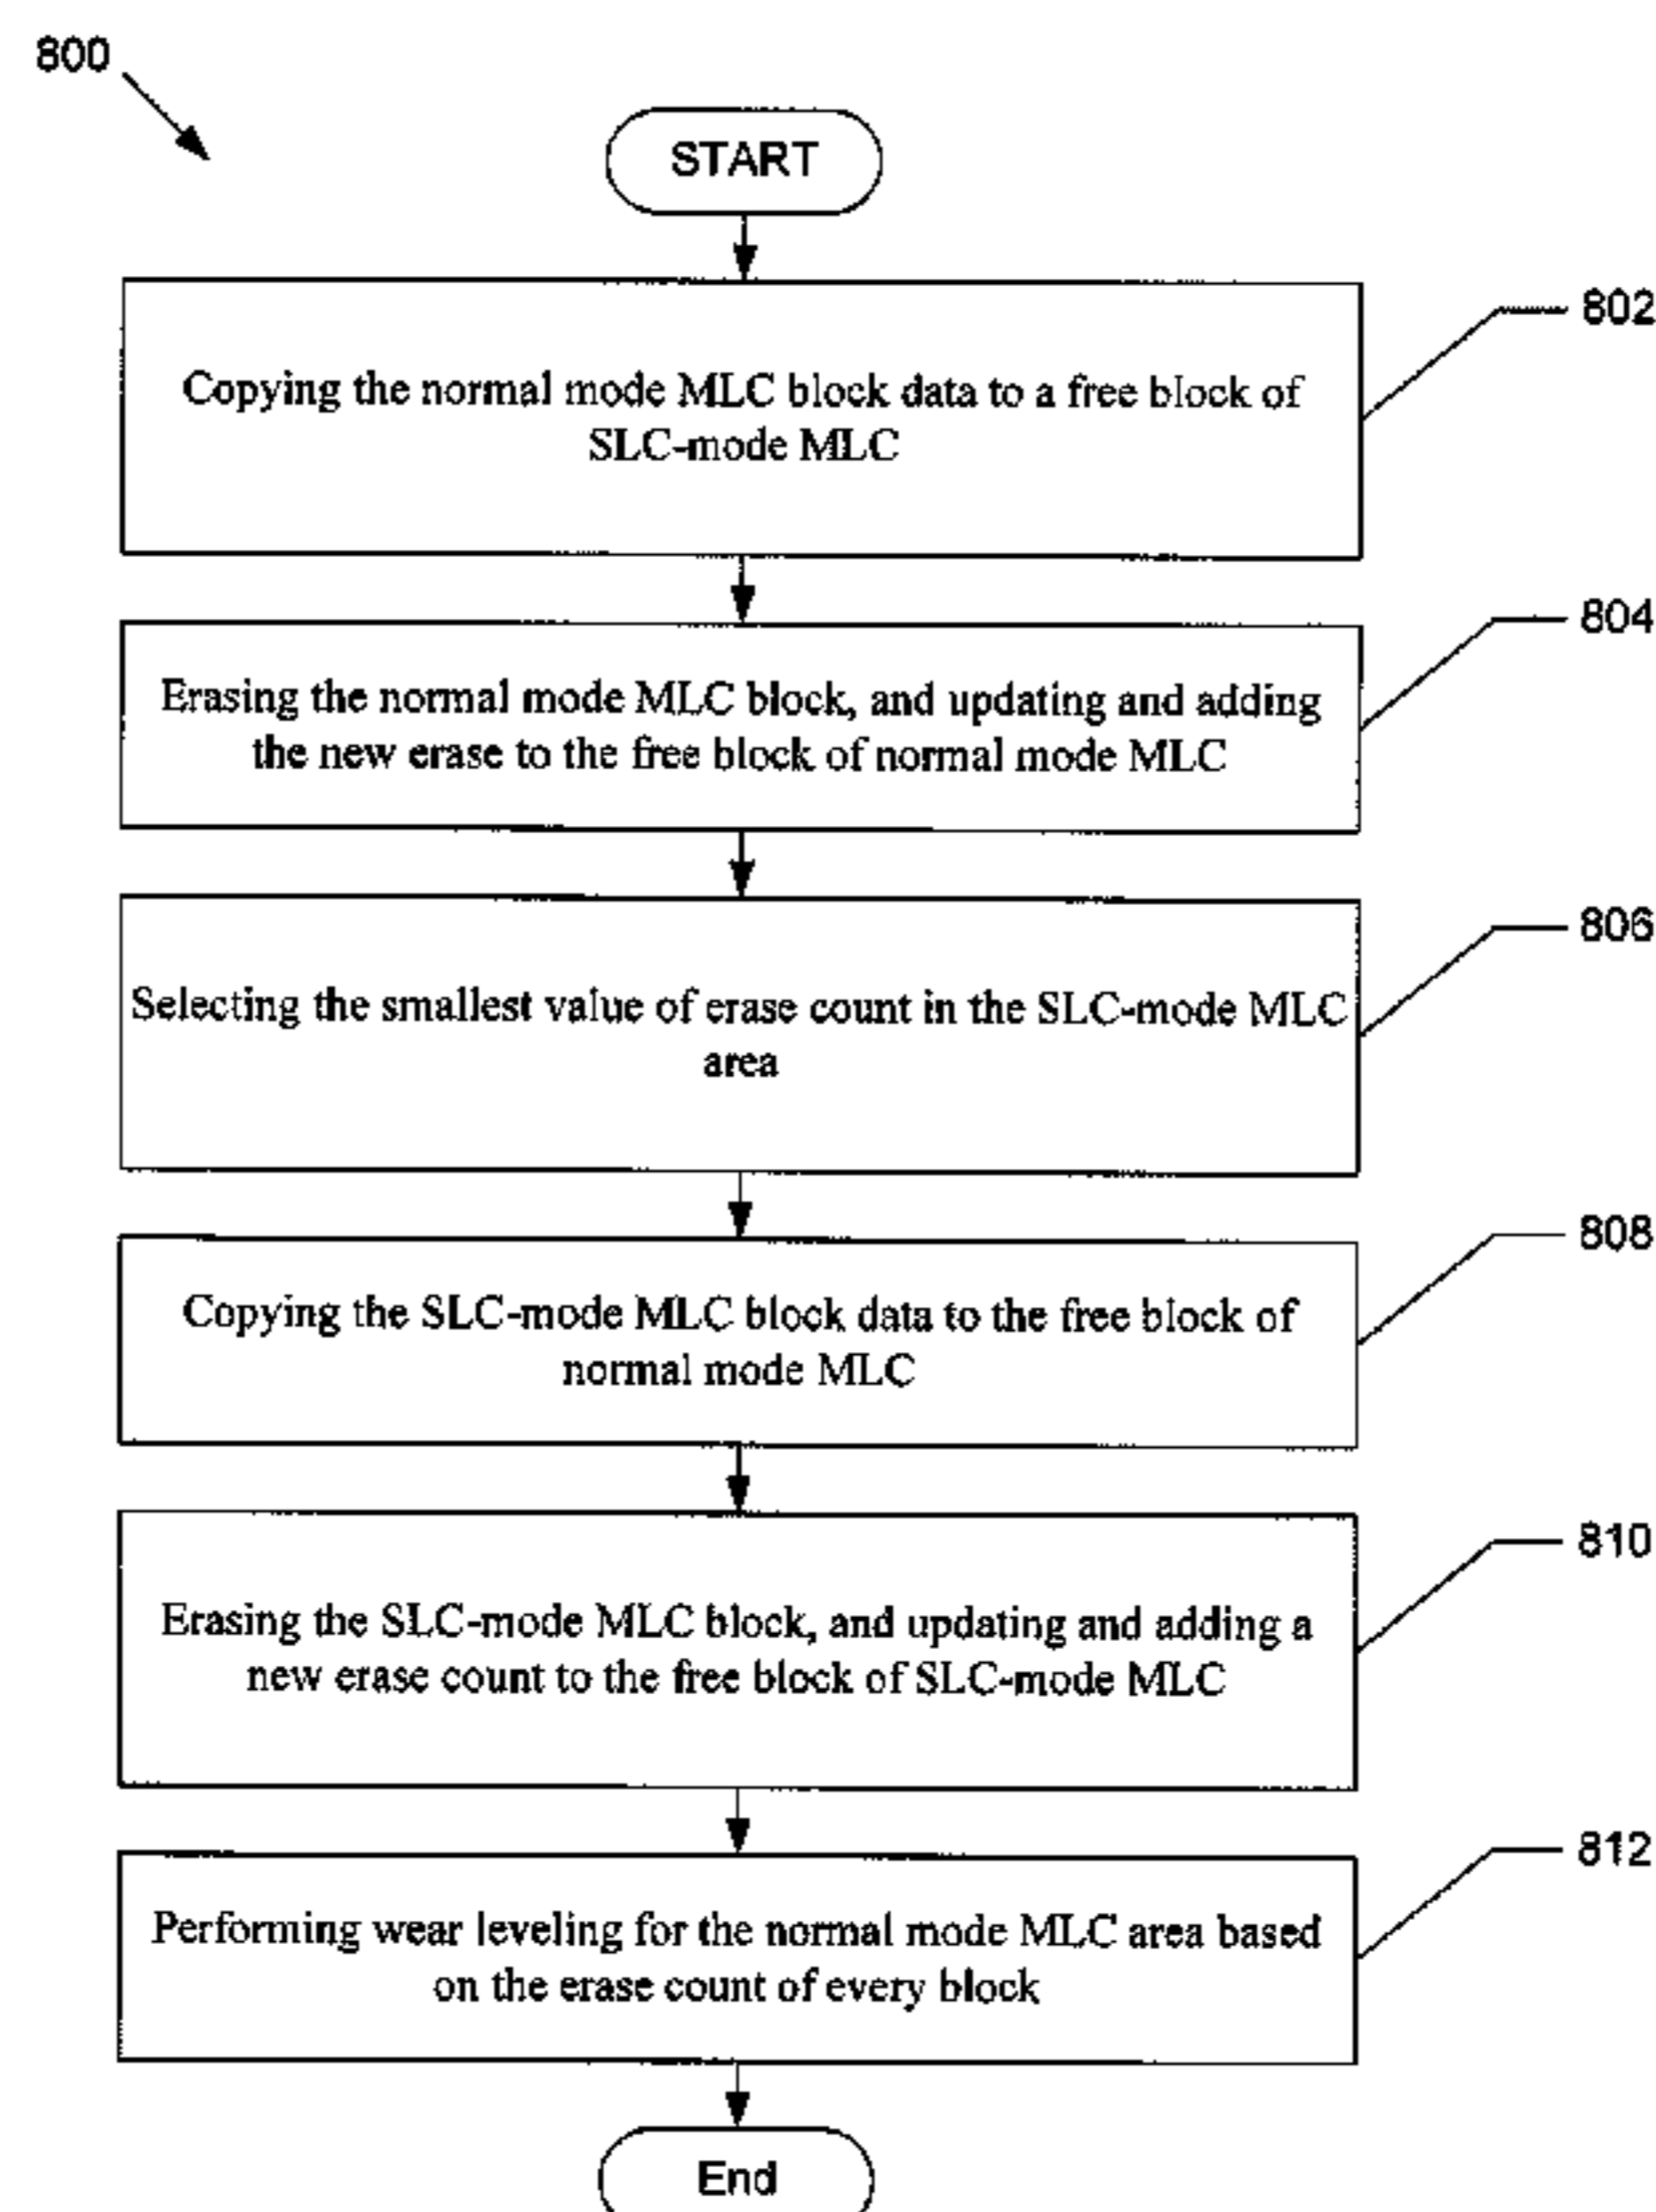 800
START
802
Copying the normal mode MLC block data to a free block of
SLC-mode MLC
804
Erasing the normal mode MLC block, and updating and adding
the new erase to the free block of normal mode MLC
806
Selecting the smallest value of erase count in the SLC-mode MLC
area
808
Copying the SLC-mode MLC block data to the free block of
normal mode MLC
810
Erasing the SLC-mode MLC block, and updating and adding a
new erase count to the free block of SLC-mode MLC
812
Performing wear leveling for the normal mode MLC area based
on the erase count of every block
End